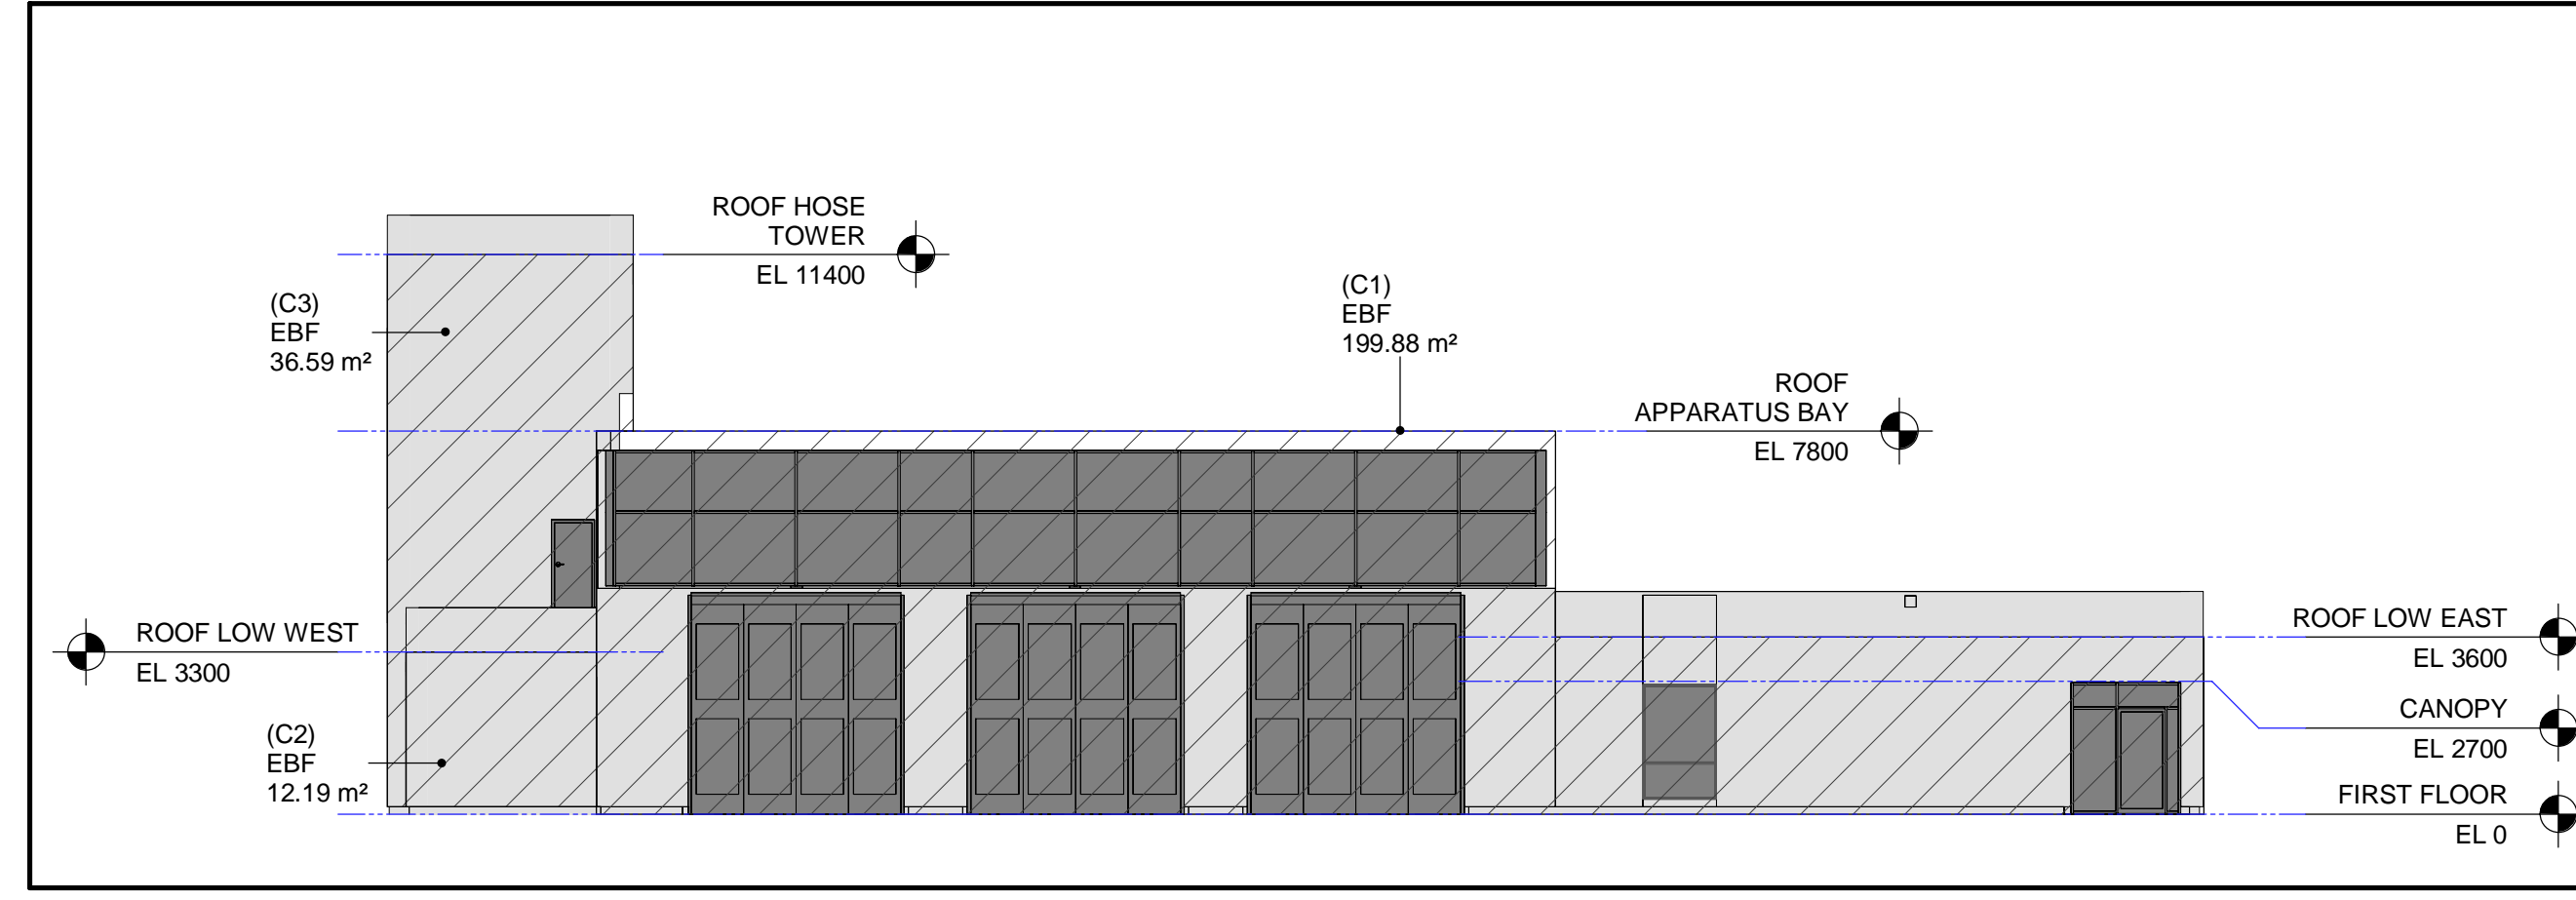 ROOF HOSE
TOWER
EL 11400
(C3)
EBF
36.59 m²
(C1)
EBF
199.88 m²
ROOF
APPARATUS BAY
EL 7800
ROOF LOW WEST
EL 3300
ROOF LOW EAST
EL 3600
(C2)
EBF
12.19 m²
CANOPY
EL 2700
FIRST FLOOR
EL 0